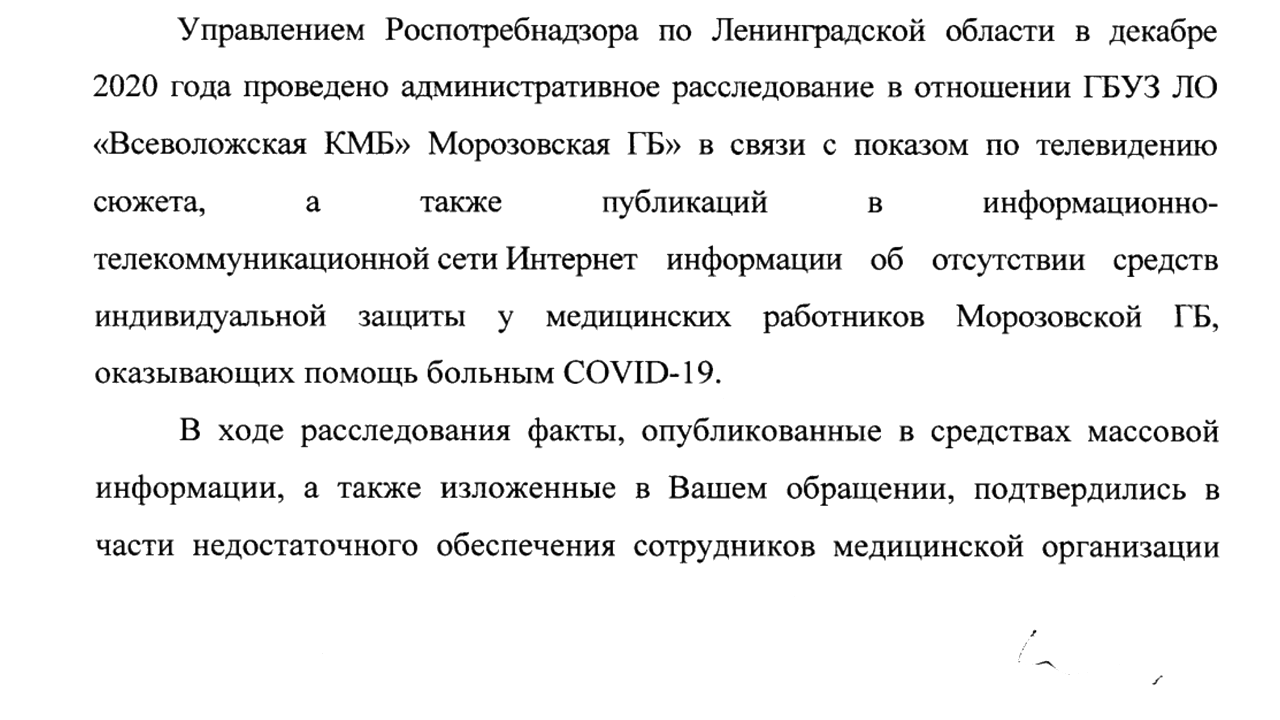 Управлением Роспотребнадзора по Ленинградской области в декабре
2020 года проведено административное расследование в отношении ГБУЗ ЛО
«Всеволожская КМБ» Морозовская ГБ» в связи с показом по телевидению
сюжета, а также публикаций в информационно-
телекоммуникационной сети Интернет информации об отсутствии средств
индивидуальной защиты у медицинских работников Морозовской ГБ,
оказывающих помощь больным COVID-19.
В ходе расследования факты, опубликованные в средствах массовой
информации, а также изложенные в Вашем обращении, подтвердились в
части недостаточного обеспечения сотрудников медицинской организации